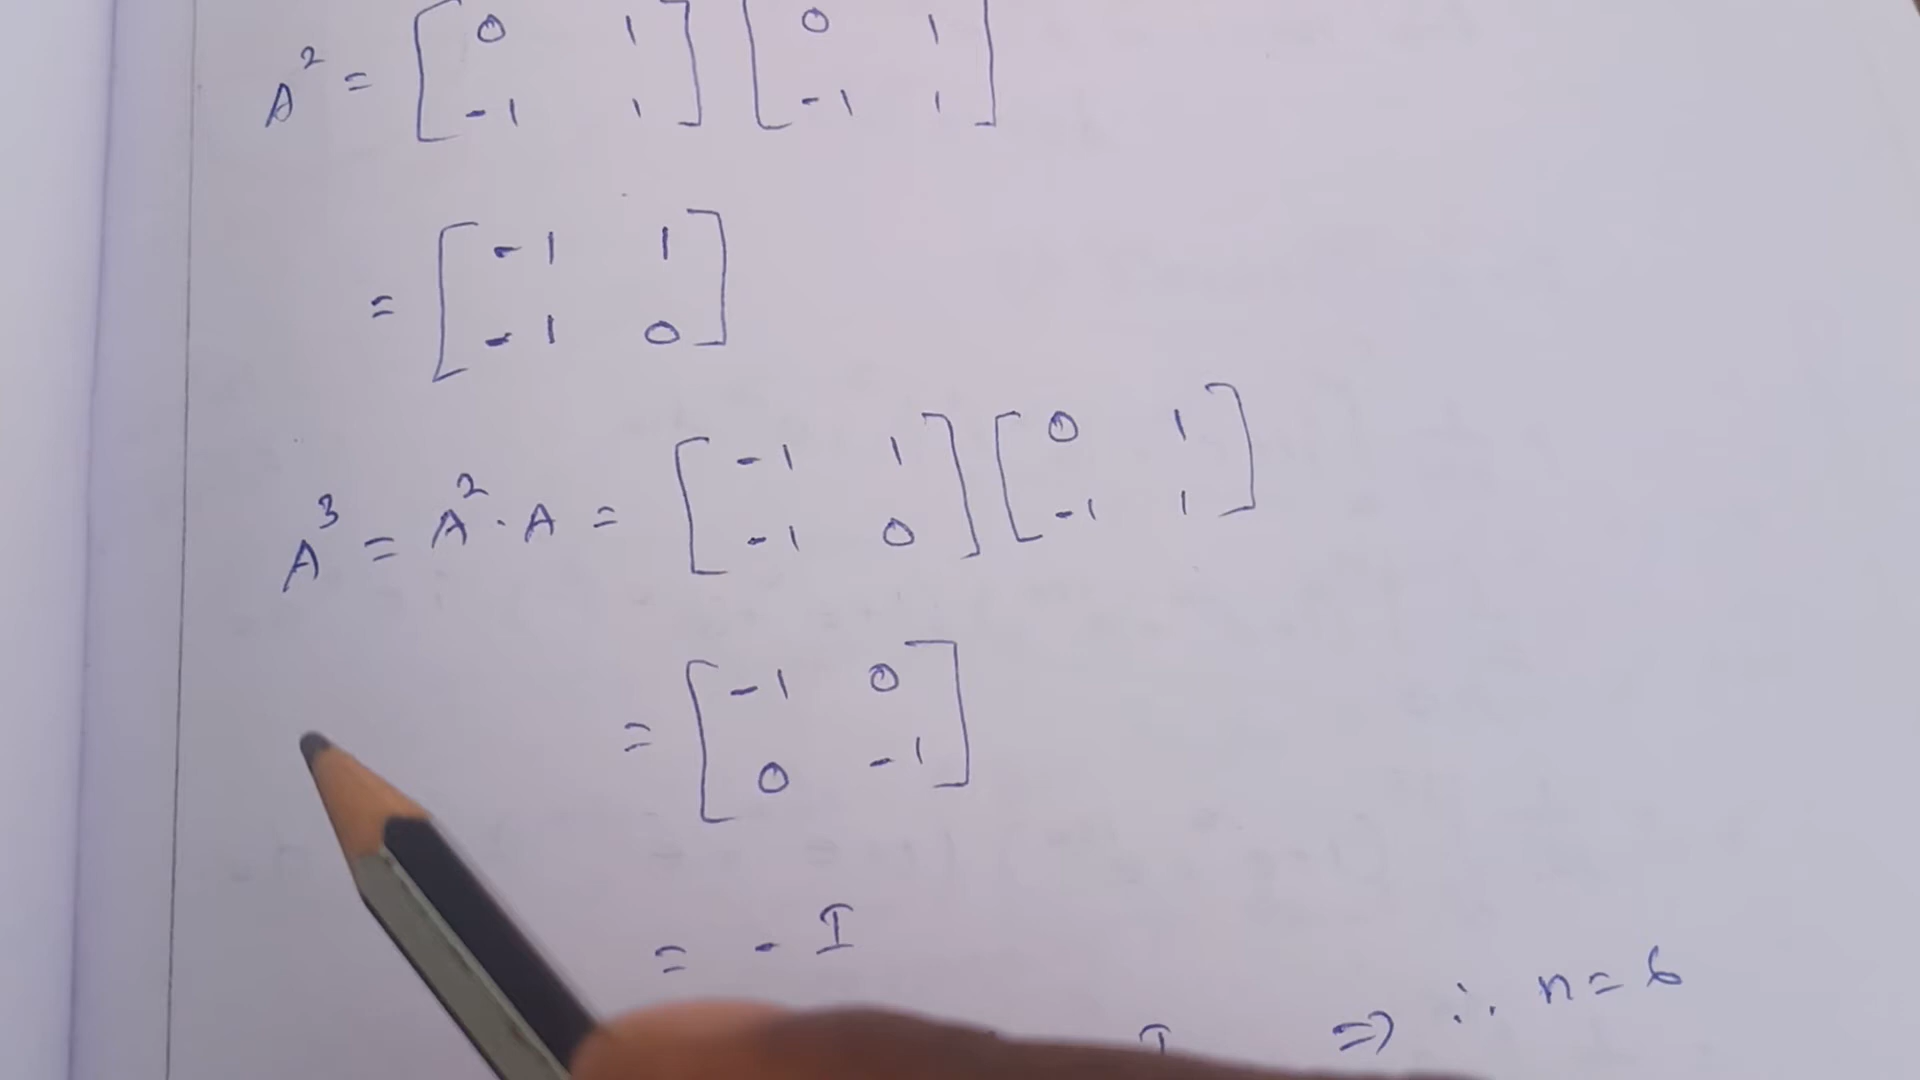 A² = [0 1; -1 1] [0 1; -1 1]
= [-1 1; -1 0]
A³ = A² · A = [-1 1; -1 0] [0 1; -1 1]
= [-1 0; 0 -1]
= - I
I ⇒ ∴ n = 6